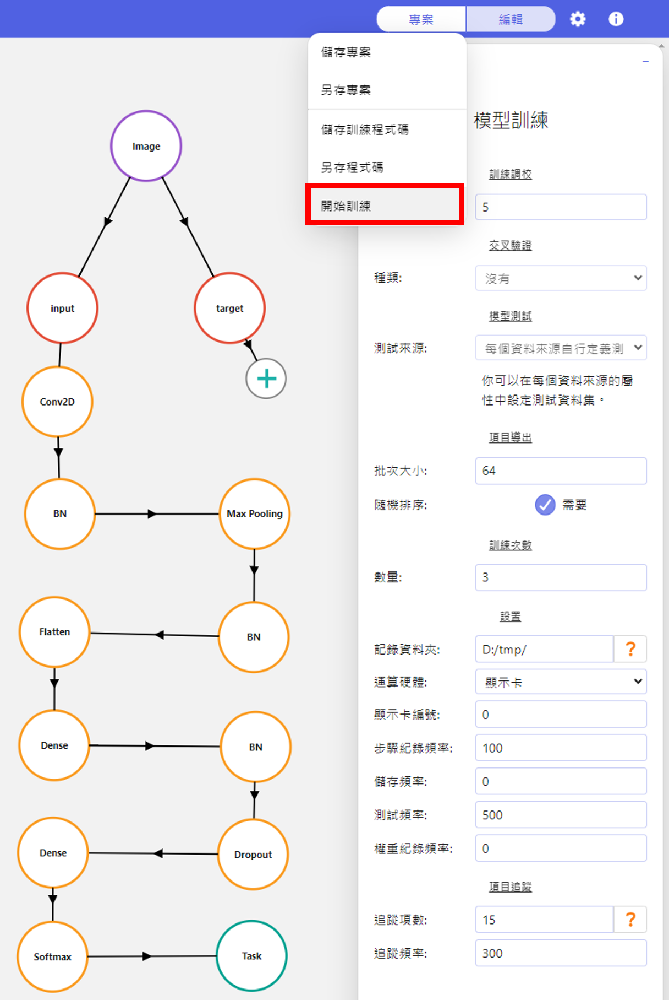 專案
編輯
儲存專案
另存專案
儲存訓練程式碼
另存程式碼
開始訓練
Image
input
target
Conv2D
BN
Max Pooling
Flatten
BN
Dense
BN
Dense
Dropout
Softmax
Task
模型訓練
訓練調校
5
交叉驗證
種類:
沒有
模型測試
測試來源:
每個資料來源自行定義測
你可以在每個資料來源的屬
性中設定測試資料集。
項目導出
批次大小:
64
隨機排序:
需要
訓練次數
數量:
3
設置
記錄資料夾:
D:/tmp/
?
運算硬體:
顯示卡
顯示卡編號:
0
步驟紀錄頻率:
100
儲存頻率:
0
測試頻率:
500
權重紀錄頻率:
0
項目追蹤
追蹤項數:
15
?
追蹤頻率:
300